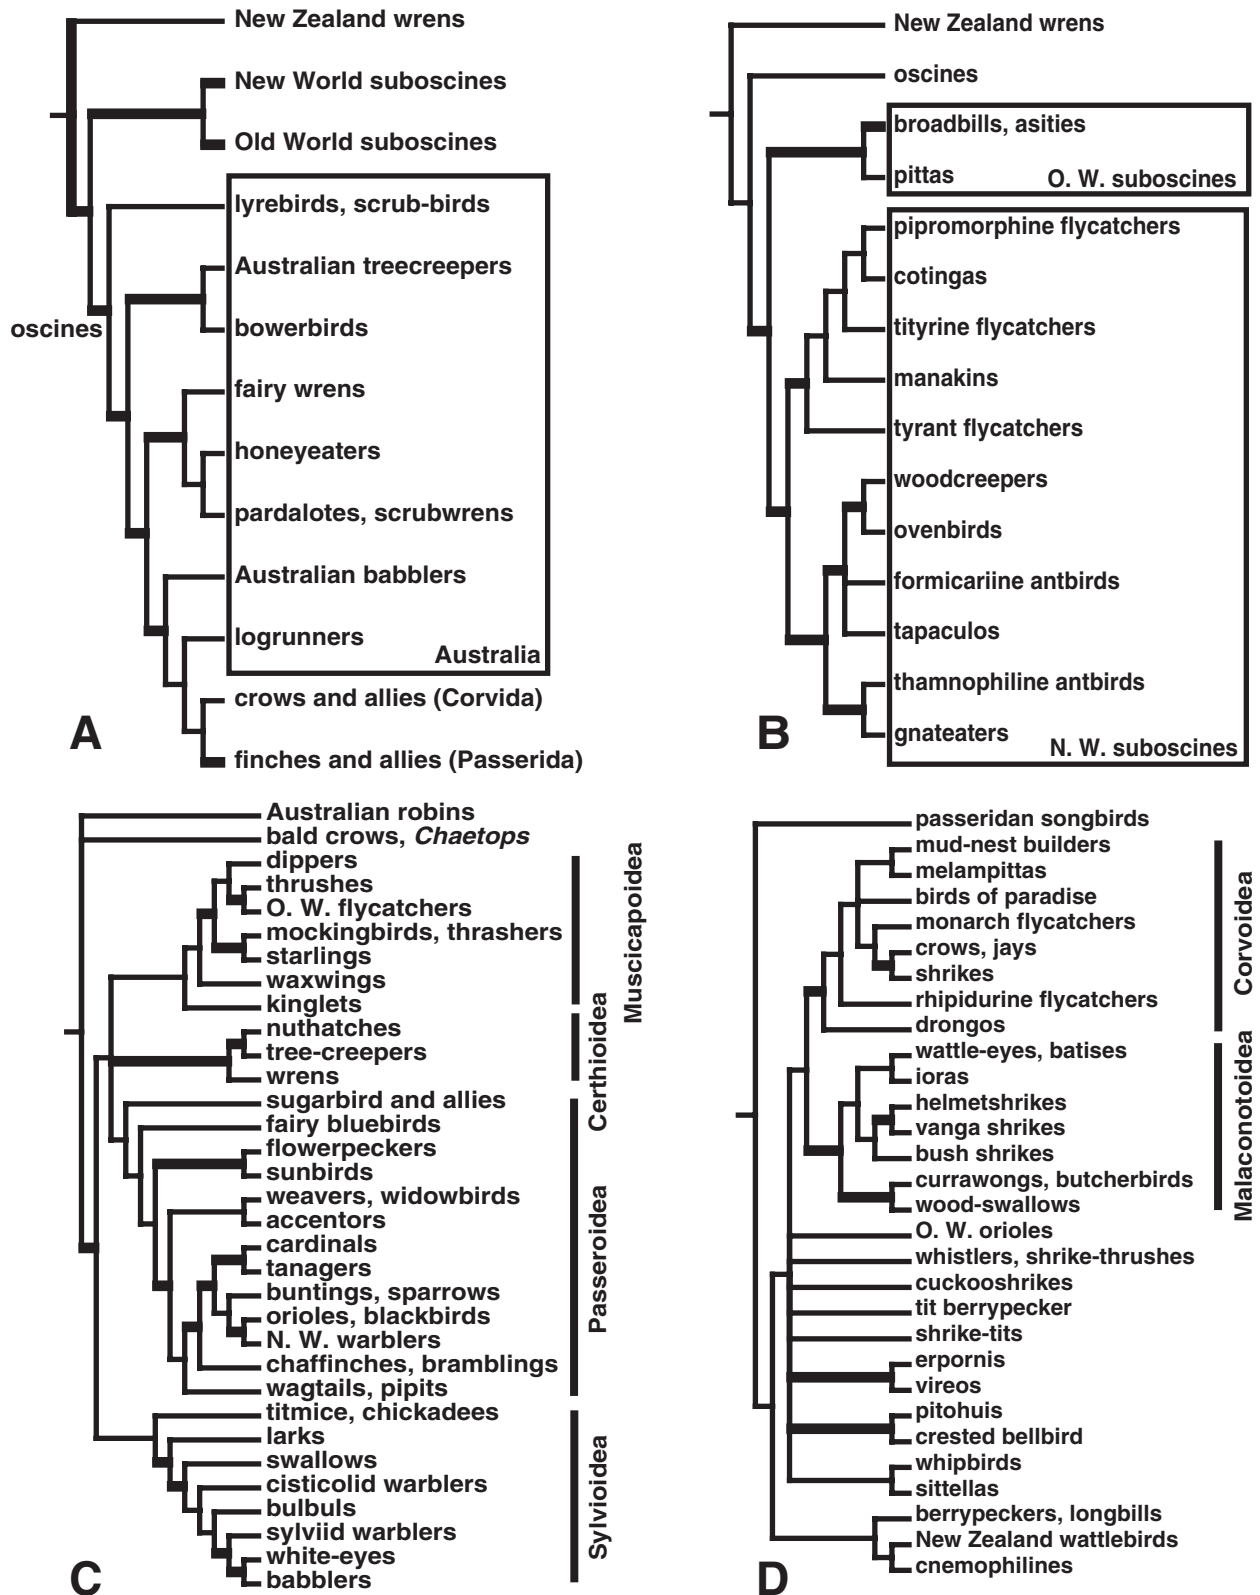 New Zealand wrens
New World suboscines
Old World suboscines
lyrebirds, scrub-birds
Australian treecreepers
bowerbirds
oscines
fairy wrens
honeyeaters
pardalotes, scrubwrens
Australian babblers
logrunners
Australia
crows and allies (Corvida)
finches and allies (Passerida)
A
New Zealand wrens
oscines
broadbills, asities
pittas
O. W. suboscines
pipromorphine flycatchers
cotingas
tityrine flycatchers
manakins
tyrant flycatchers
woodcreepers
ovenbirds
formicariine antbirds
tapaculos
thamnophiline antbirds
gnateaters
N. W. suboscines
B
Australian robins
bald crows, Chaetops
dippers
thrushes
O. W. flycatchers
mockingbirds, thrashers
starlings
waxwings
kinglets
nuthatches
tree-creepers
wrens
sugarbird and allies
fairy bluebirds
flowerpeckers
sunbirds
weavers, widowbirds
accentors
cardinals
tanagers
buntings, sparrows
orioles, blackbirds
N. W. warblers
chaffinches, bramblings
wagtails, pipits
titmice, chickadees
larks
swallows
cisticolid warblers
bulbuls
sylviid warblers
white-eyes
babblers
Muscicapoidea
Certhioidea
Passeroidea
Sylvioidea
C
passeridan songbirds
mud-nest builders
melampittas
birds of paradise
monarch flycatchers
crows, jays
shrikes
rhipidurine flycatchers
drongos
wattle-eyes, batises
ioras
helmetshrikes
vanga shrikes
bush shrikes
currawongs, butcherbirds
wood-swallows
O. W. orioles
whistlers, shrike-thrushes
cuckooshrikes
tit berrypecker
shrike-tits
erpornis
vireos
pitohuis
crested bellbird
whipbirds
sittellas
berrypeckers, longbills
New Zealand wattlebirds
cnemophilines
Corvoidea
Malaconotoidea
D